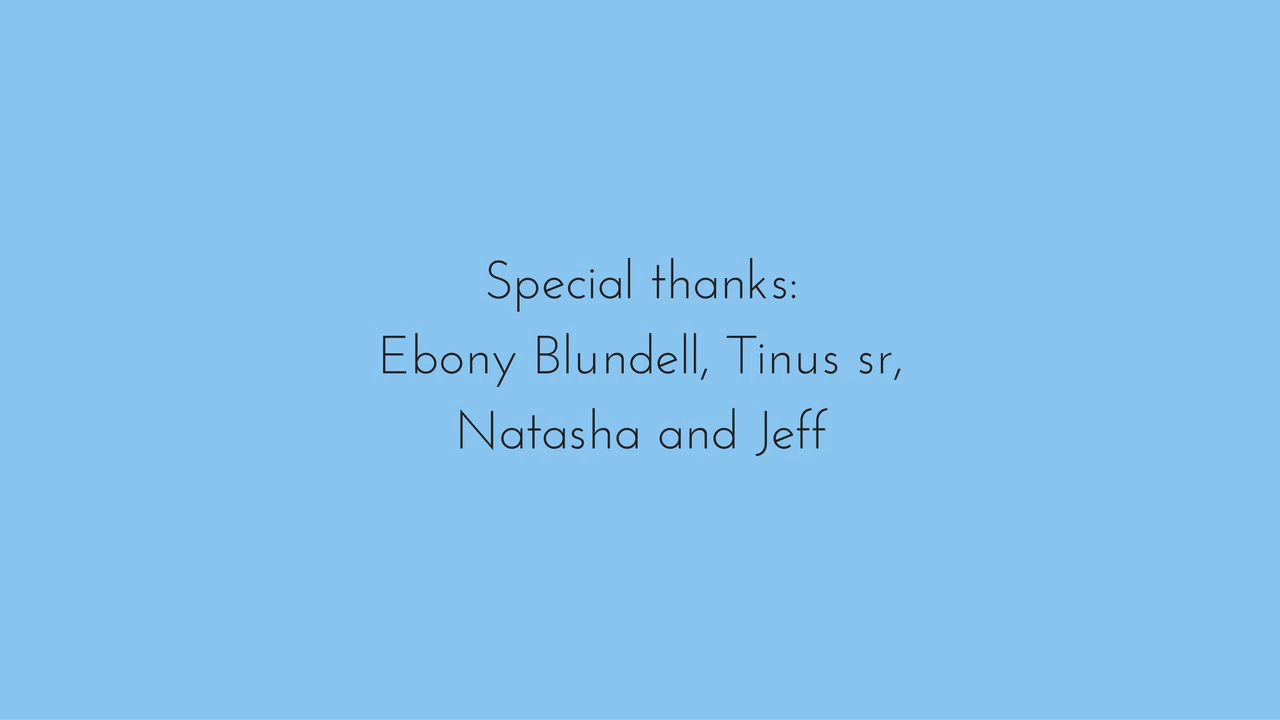 Special thanks:
Ebony Blundell, Tinus sr,
Natasha and Jeff